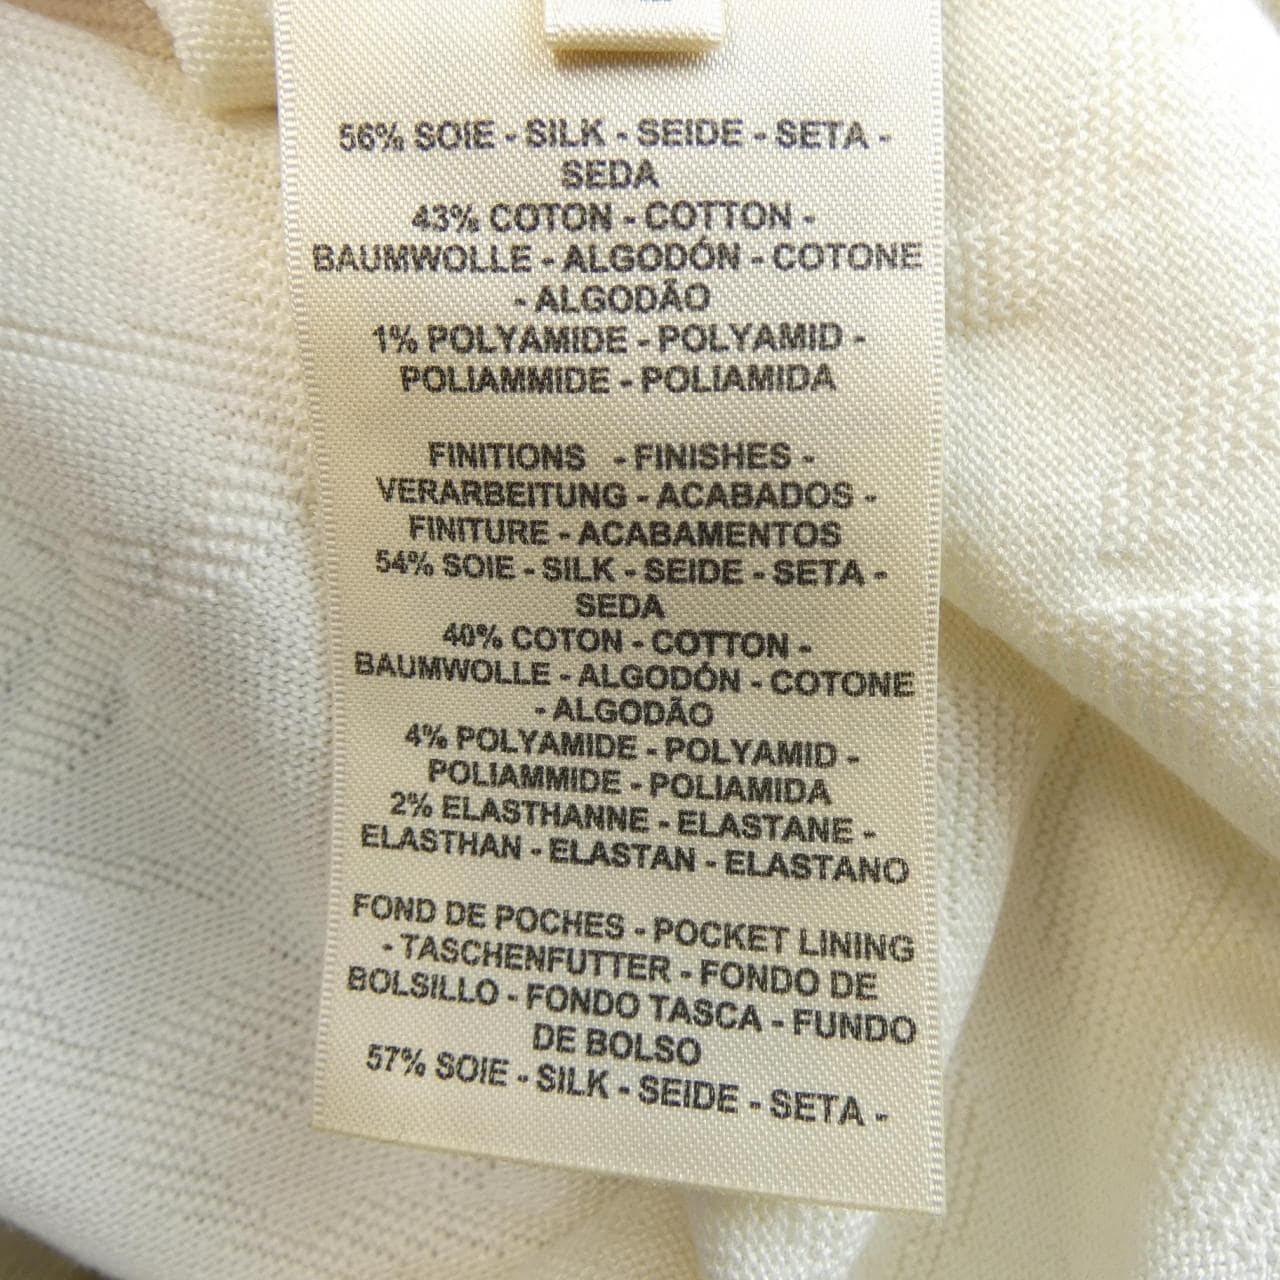 56% SOIE - SILK - SEIDE - SETA -
SEDA
43% COTON - COTTON -
BAUMWOLLE - ALGODÓN - COTONE
- ALGODÃO
1% POLYAMIDE - POLYAMID -
POLIAMMIDE - POLIAMIDA
FINITIONS - FINISHES -
VERARBEITUNG - ACABADOS -
FINITURE - ACABAMENTOS
54% SOIE - SILK - SEIDE - SETA -
SEDA
40% COTON - COTTON -
BAUMWOLLE - ALGODÓN - COTONE
- ALGODÃO
4% POLYAMIDE - POLYAMID -
POLIAMMIDE - POLIAMIDA
2% ELASTHANNE - ELASTANE -
ELASTHAN - ELASTAN - ELASTANO
FOND DE POCHES - POCKET LINING
- TASCHENFUTTER - FONDO DE
BOLSILLO - FONDO TASCA - FUNDO
DE BOLSO
57% SOIE - SILK - SEIDE - SETA -